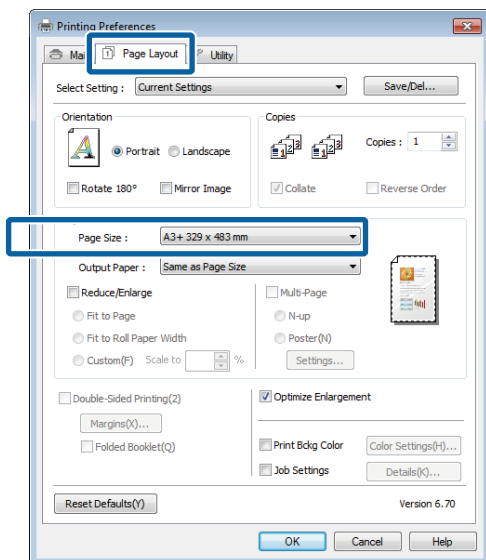 Printing Preferences
Mai Page Layout Utility
Select Setting : Current Settings Save/Del...
Orientation Copies
Portrait Landscape Copies : 1
Rotate 180° Mirror Image Collate Reverse Order
Page Size : A3+ 329 x 483 mm
Output Paper : Same as Page Size
Reduce/Enlarge Multi-Page
Fit to Page N-up
Fit to Roll Paper Width Poster(N)
Custom(F) Scale to % Settings...
Double-Sided Printing(2) Optimize Enlargement
Margins(X)...
Folded Booklet(Q) Print Bckg Color Color Settings(H)...
Job Settings Details(K)...
Reset Defaults(Y) Version 6.70
OK Cancel Help